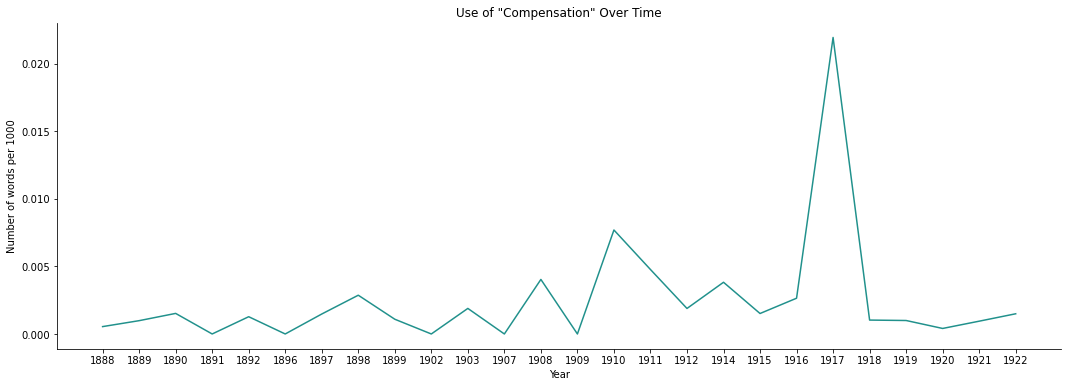 Use of "Compensation" Over Time
Number of words per 1000
0.020
0.015
0.010
0.005
0.000
1888 1889 1890 1891 1892 1896 1897 1898 1899 1902 1903 1907 1908 1909 1910 1911 1912 1914 1915 1916 1917 1918 1919 1920 1921 1922
Year